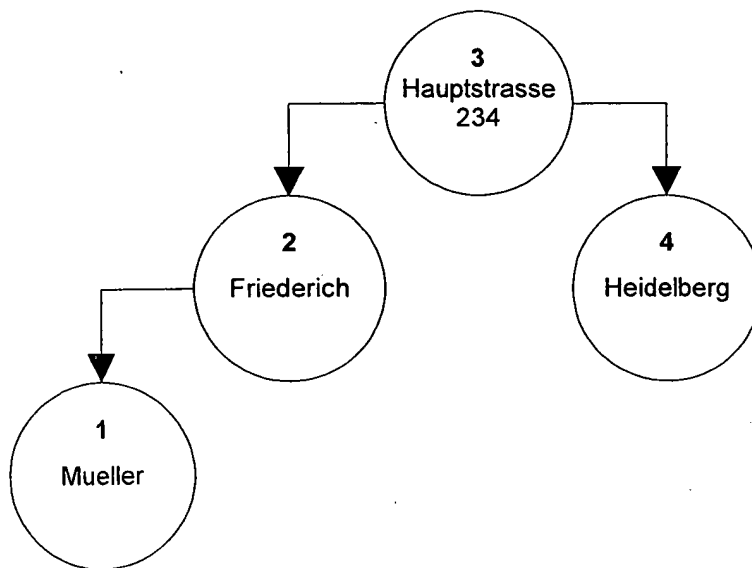 3
Hauptstrasse
234
2
Friederich
4
Heidelberg
1
Mueller